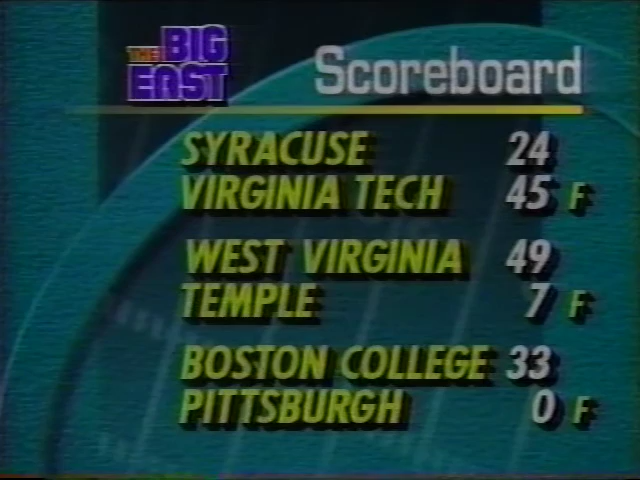 THE BIG EAST
Scoreboard
SYRACUSE 24
VIRGINIA TECH 45 F
WEST VIRGINIA 49
TEMPLE 7 F
BOSTON COLLEGE 33
PITTSBURGH 0 F